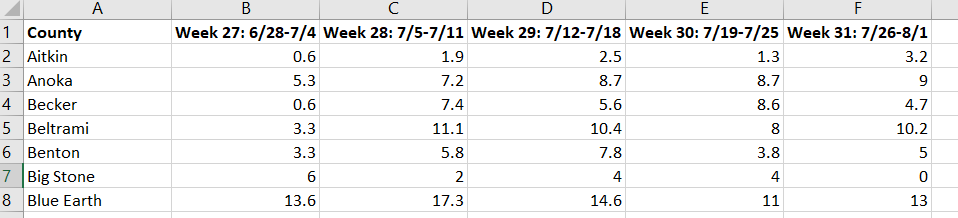 A B C D E F
1 County Week 27: 6/28-7/4 Week 28: 7/5-7/11 Week 29: 7/12-7/18 Week 30: 7/19-7/25 Week 31: 7/26-8/1
2 Aitkin 0.6 1.9 2.5 1.3 3.2
3 Anoka 5.3 7.2 8.7 8.7 9
4 Becker 0.6 7.4 5.6 8.6 4.7
5 Beltrami 3.3 11.1 10.4 8 10.2
6 Benton 3.3 5.8 7.8 3.8 5
7 Big Stone 6 2 4 4 0
8 Blue Earth 13.6 17.3 14.6 11 13